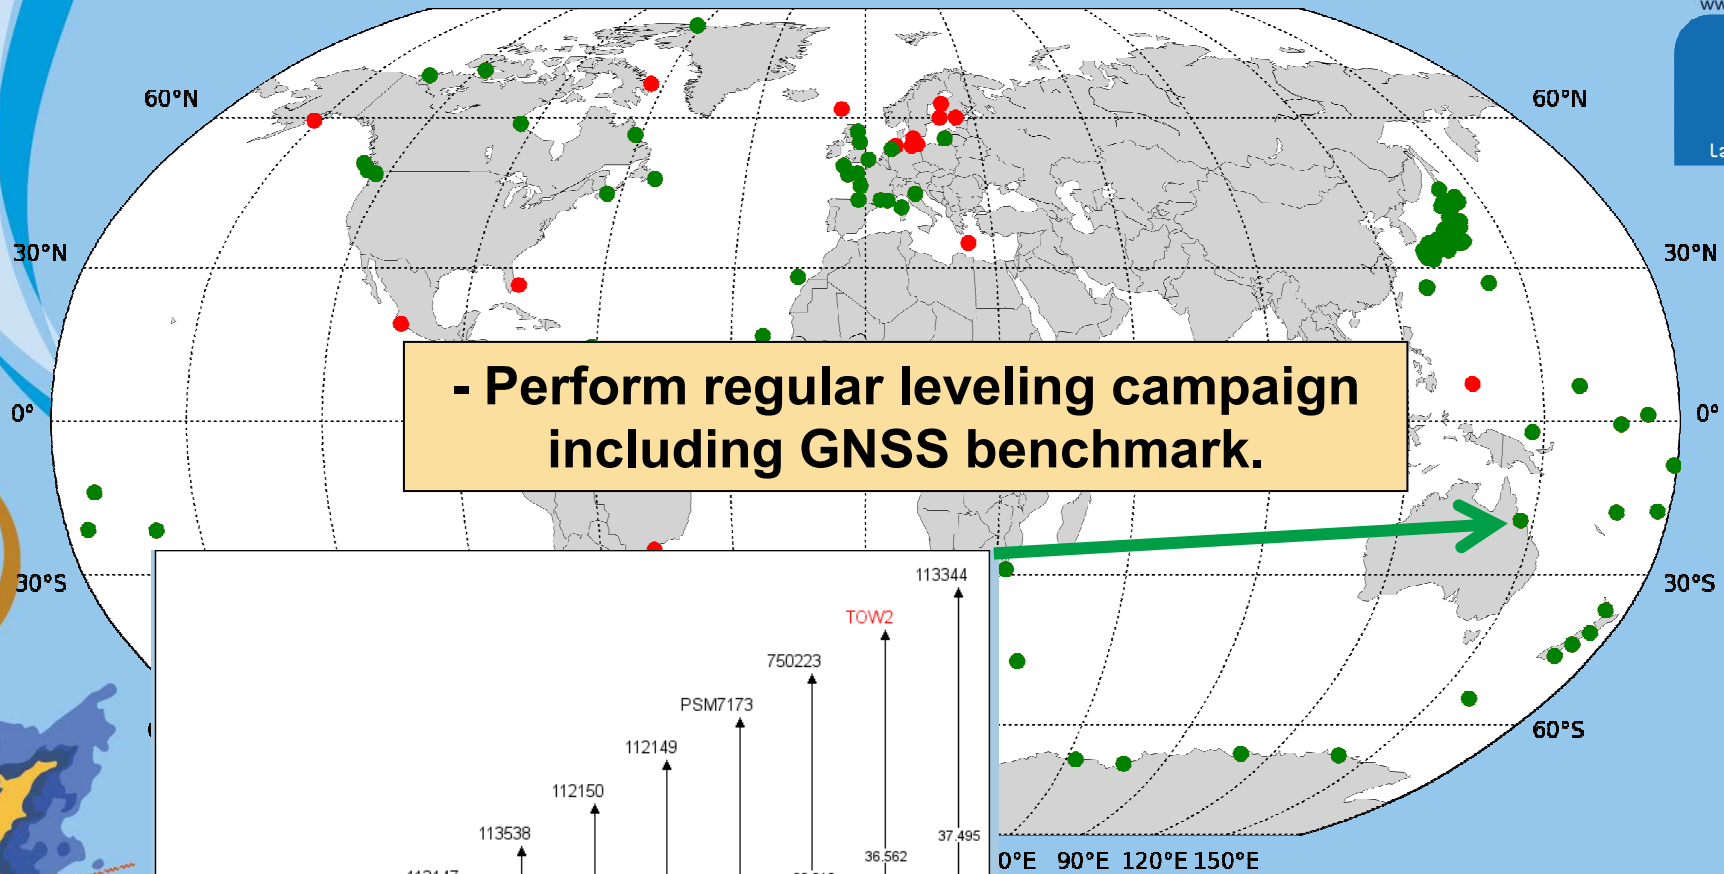 60°N
60°N
30°N
30°N
- Perform regular leveling campaign
including GNSS benchmark.
0°
0°
113344
30°S
30°S
TOW2
750223
PSM7173
60°S
112149
112150
113538
37.495
36.562
90°E 120°E 150°E